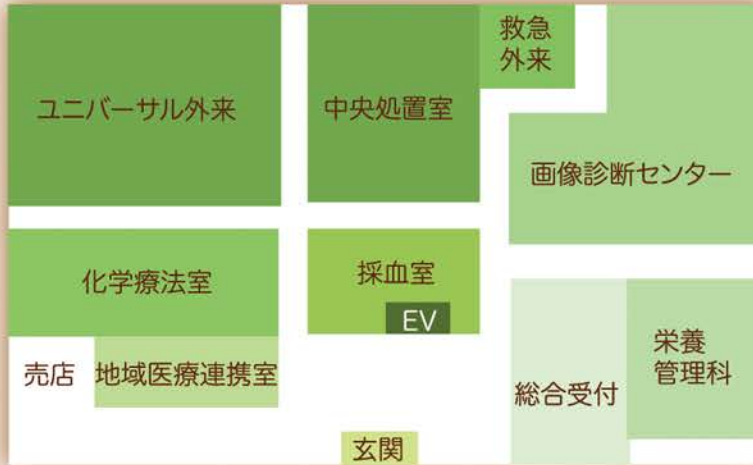 救急
外来
ユニバーサル外来
中央処置室
画像診断センター
化学療法室
採血室
EV
売店
地域医療連携室
総合受付
栄養
管理科
玄関